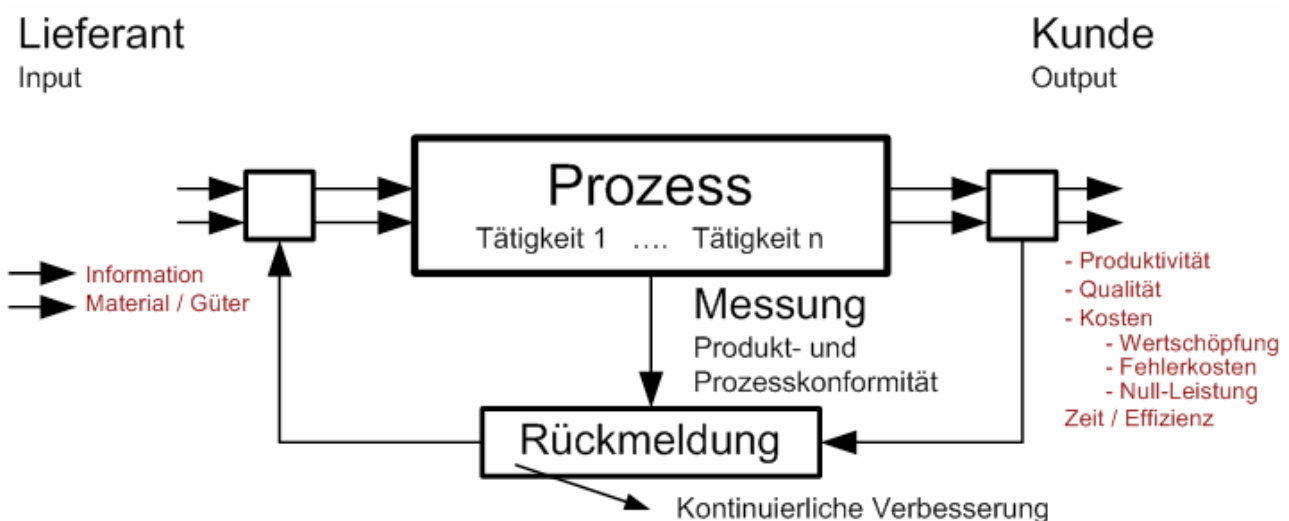 Lieferant
Input
Kunde
Output
Prozess
Tätigkeit 1 .... Tätigkeit n
Information
Material / Güter
Messung
Produkt- und
Prozesskonformität
- Produktivität
- Qualität
- Kosten
- Wertschöpfung
- Fehlerkosten
- Null-Leistung
Zeit / Effizienz
Rückmeldung
Kontinuierliche Verbesserung